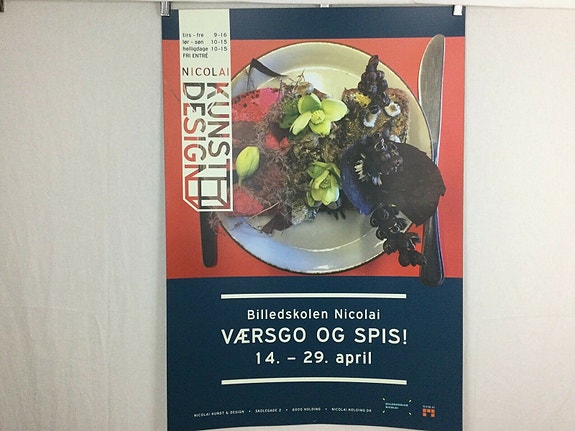 tirs - fre 9-16
lør - søn 10-15
helligdage 10-15
FRI ENTRÉ
NICOLAI
KUNST
DESIGN
Billedskolen Nicolai
VÆRSGO OG SPIS!
14. – 29. april
NICOLAI KUNST & DESIGN • SKOLEGADE 2 • 6000 KOLDING • NICOLAI.KOLDING.DK